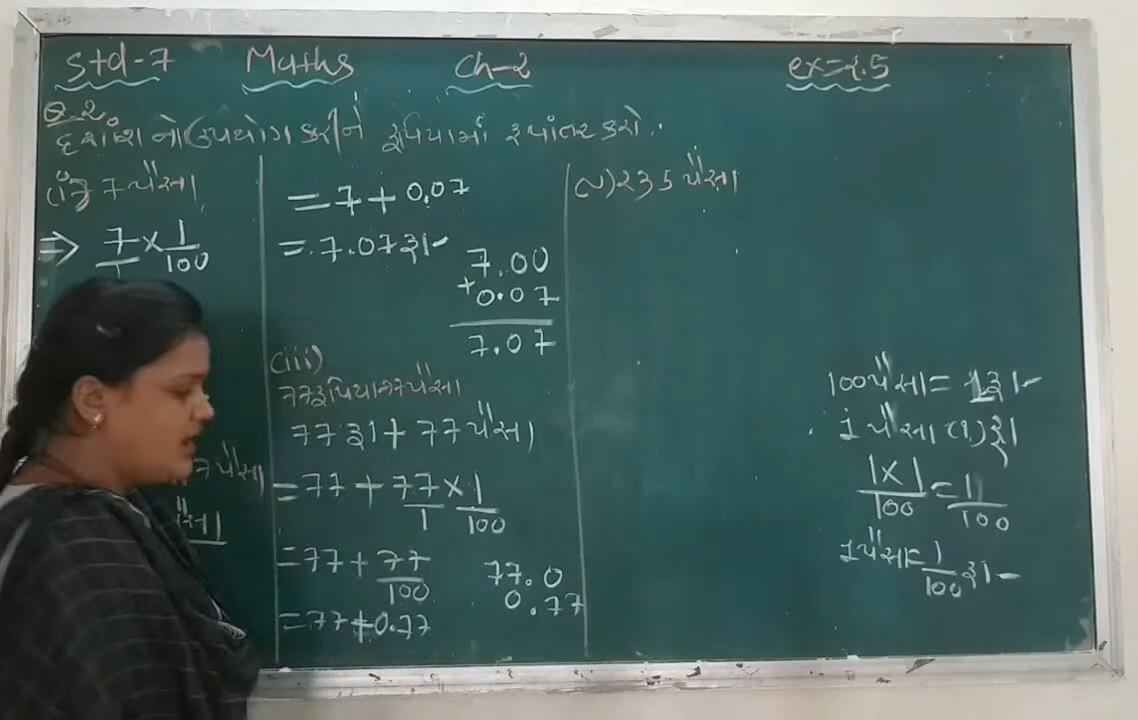 Std-7 Maths Ch-2 ex=2.5
Q.2.
દશાંશનો ઉપયોગ કરીને રૂપિયામાં રૂપાંતર કરો.
(i) 7 પૈસા
⇒ 7/1 × 1/100
7 પૈસા
= 7 + 0.07
= 7.07 રૂા-
7.00
+0.07
7.07
(iii)
77 રૂપિયા 77 પૈસા
77 રૂા + 77 પૈસા
= 77 + 77/1 × 1/100
= 77 + 77/100
= 77 + 0.77
77.0
0.77
235 પૈસા
100 પૈસા = 1 રૂા-
1 પૈસા (?) રૂા
1×1/100 = 1/100
1 પૈસા = 1/100 રૂા-